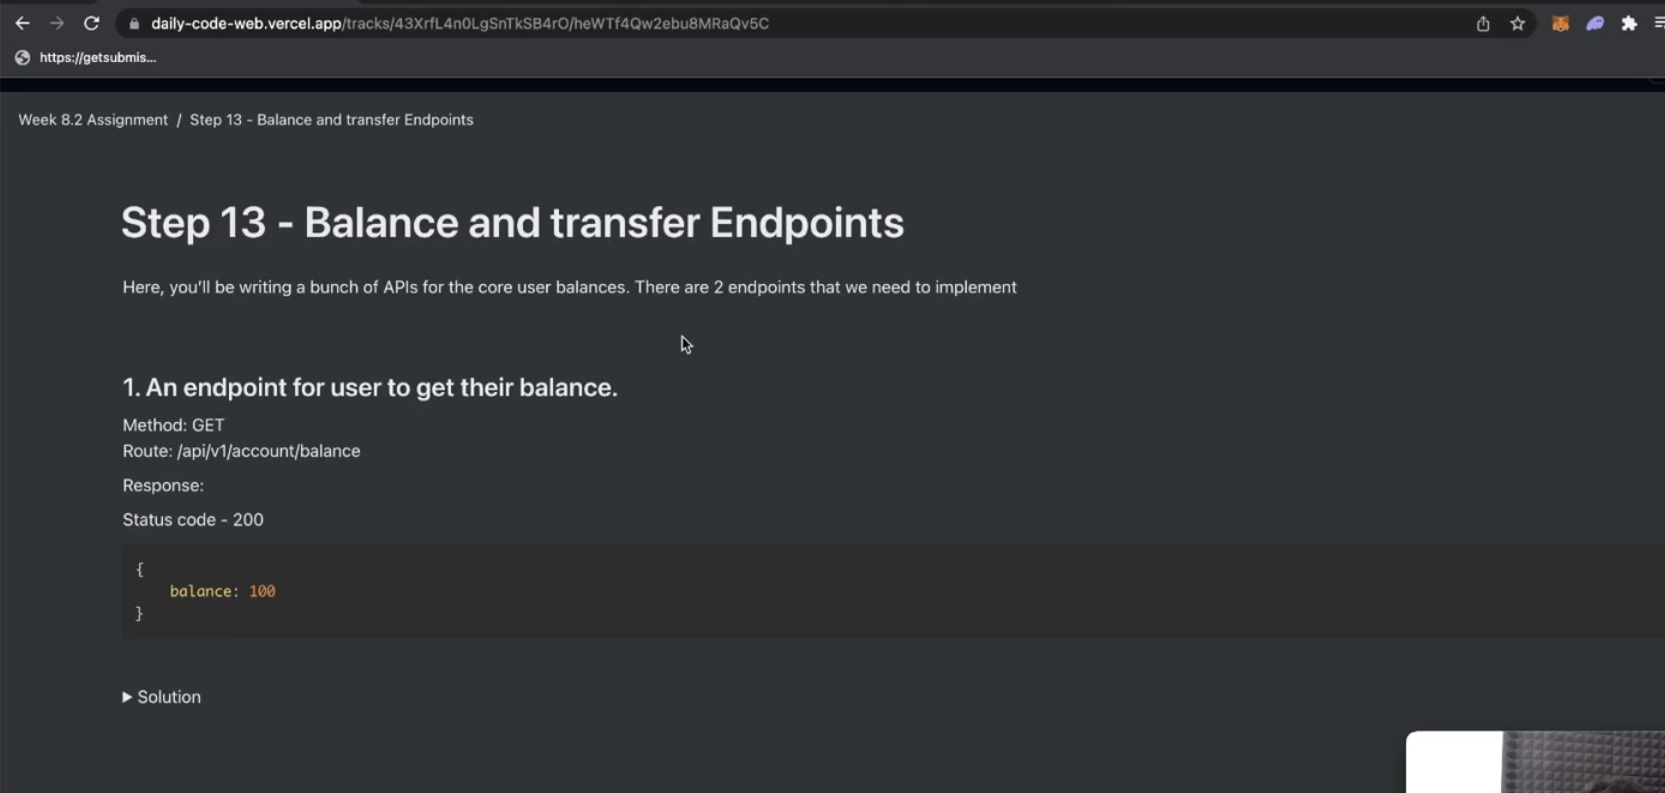 daily-code-web.vercel.app/tracks/43XrfL4n0LgSnTkSB4rO/heWTf4Qw2ebu8MRaQv5C
https://getsubmis...
Week 8.2 Assignment / Step 13 - Balance and transfer Endpoints
Step 13 - Balance and transfer Endpoints
Here, you'll be writing a bunch of APIs for the core user balances. There are 2 endpoints that we need to implement
1. An endpoint for user to get their balance.
Method: GET
Route: /api/v1/account/balance
Response:
Status code - 200
{
balance: 100
}
Solution